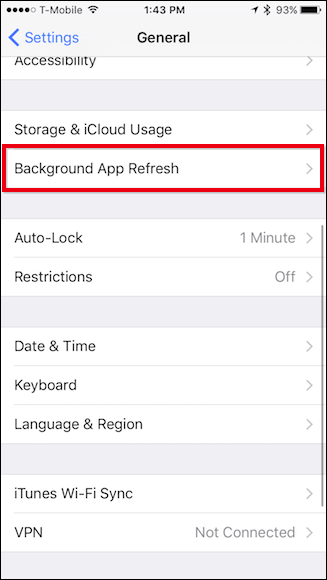 T-Mobile 1:43 PM 93%
Settings General
Accessibility
Storage & iCloud Usage
Background App Refresh
Auto-Lock 1 Minute
Restrictions Off
Date & Time
Keyboard
Language & Region
iTunes Wi-Fi Sync
VPN Not Connected